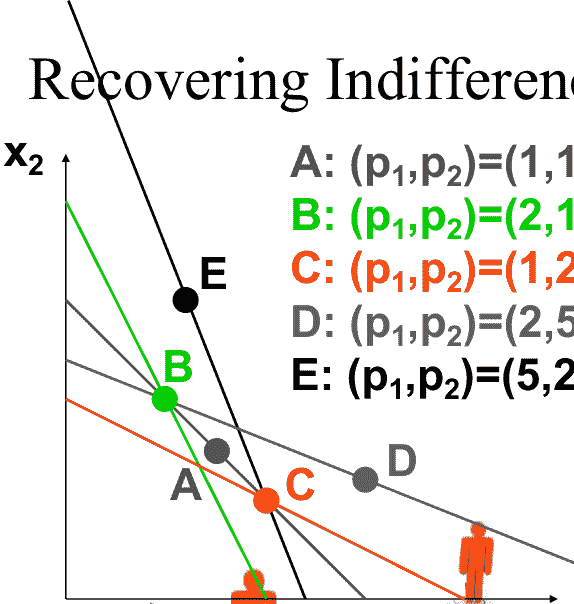 Recovering Indifferen
x2
A: (p1,p2)=(1,1
B: (p1,p2)=(2,1
C: (p1,p2)=(1,2
D: (p1,p2)=(2,5
E: (p1,p2)=(5,2
E
B
D
A
C